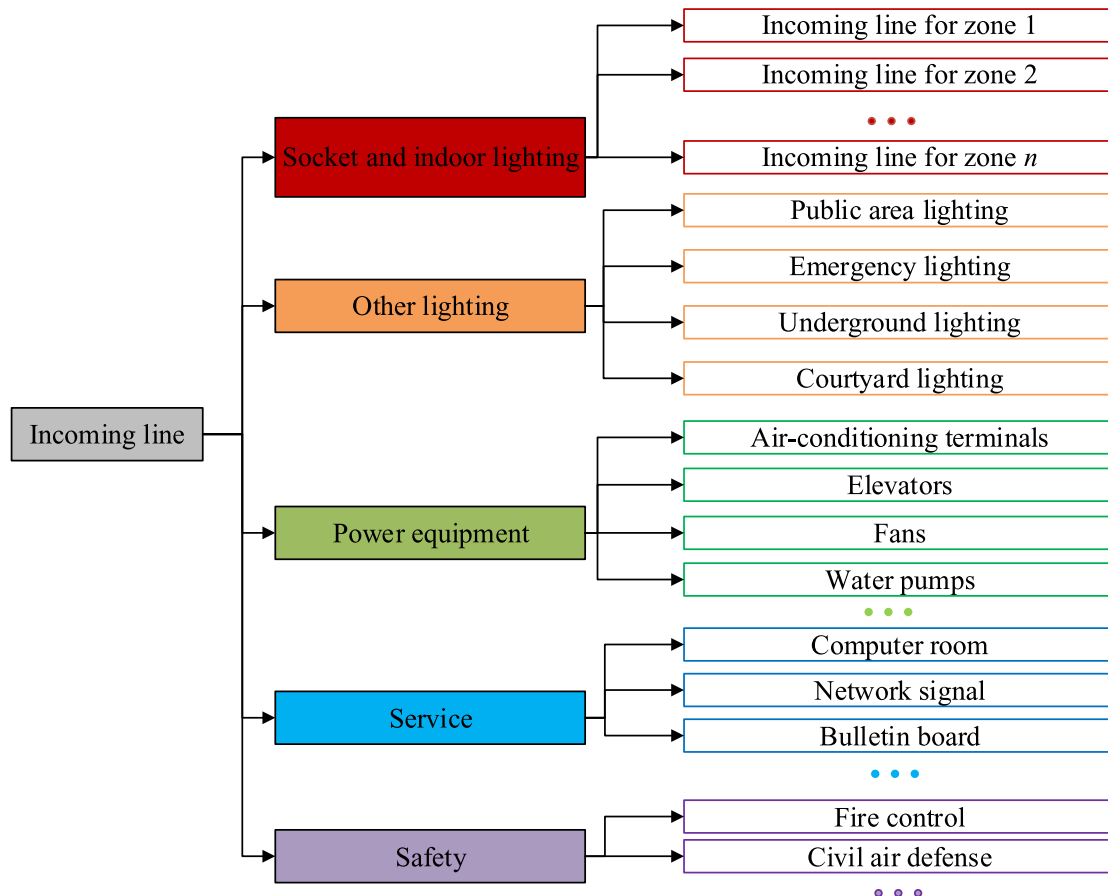 Incoming line
Socket and indoor lighting
Incoming line for zone 1
Incoming line for zone 2
Incoming line for zone n
Other lighting
Public area lighting
Emergency lighting
Underground lighting
Courtyard lighting
Power equipment
Air-conditioning terminals
Elevators
Fans
Water pumps
Service
Computer room
Network signal
Bulletin board
Safety
Fire control
Civil air defense